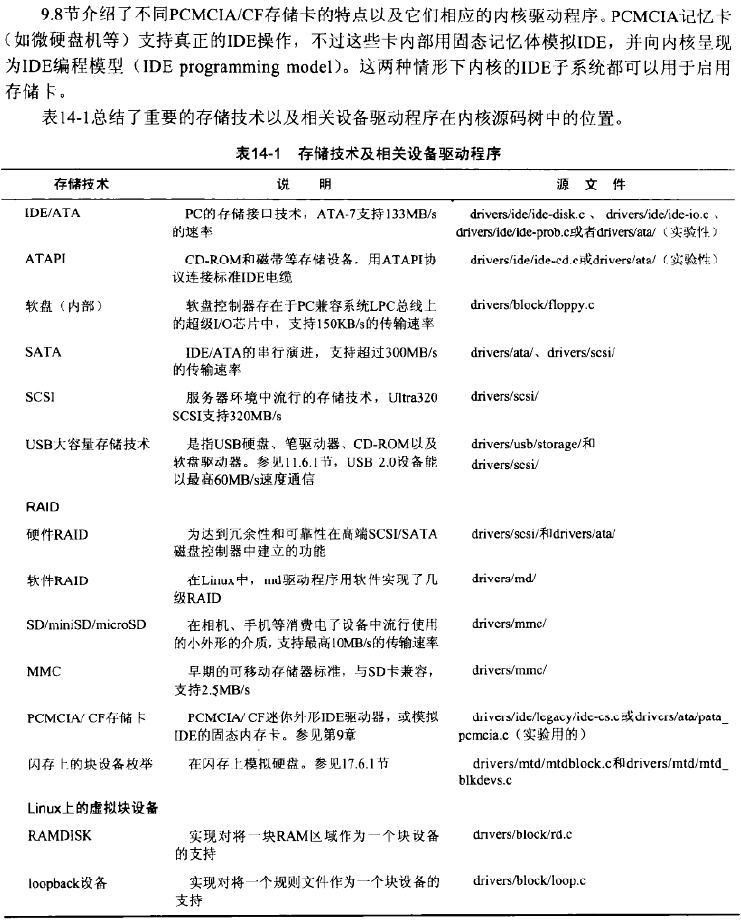 9.8节介绍了不同PCMCIA/CF存储卡的特点以及它们相应的内核驱动程序。PCMCIA记忆卡
（如微硬盘机等）支持真正的IDE操作，不过这些卡内部用固态记忆体模拟IDE，并向内核呈现
为IDE编程模型（IDE programming model）。这两种情形下内核的IDE子系统都可以用于启用
存储卡。
表14-1总结了重要的存储技术以及相关设备驱动程序在内核源码树中的位置。
表14-1 存储技术及相关设备驱动程序
存储技术 说 明 源 文 件
IDE/ATA PC的存储接口技术，ATA-7支持133MB/s drivers/ide/ide-disk.c 、 drivers/ide/ide-io.c 、
的速率 drivers/ide/ide-prob.c或者drivers/ata/（实验性）
ATAPI CD-ROM和磁带等存储设备，用ATAPI协 drivers/ide/ide-cd.c或drivers/ata/（实验性）
议连接标准IDE电缆
软盘（内部） 软盘控制器存在于PC兼容系统LPC总线上 drivers/block/floppy.c
的超级I/O芯片中，支持150KB/s的传输速率
SATA IDE/ATA的串行演进，支持超过300MB/s drivers/ata/、drivers/scsi/
的传输速率
SCSI 服务器环境中流行的存储技术，Ultra320 drivers/scsi/
SCSI支持320MB/s
USB大容量存储技术 是指USB硬盘、笔驱动器、CD-ROM以及 drivers/usb/storage/和
软盘驱动器。参见11.6.1节，USB 2.0设备能 drivers/scsi/
以最高60MB/s速度通信
RAID
硬件RAID 为达到冗余性和可靠性在高端SCSI/SATA drivers/scsi/和drivers/ata/
磁盘控制器中建立的功能
软件RAID 在Linux中，md驱动程序用软件实现了几 drivers/md/
级RAID
SD/miniSD/microSD 在相机、手机等消费电了设备中流行使用 drivers/mmc/
的小外形的介质，支持最高10MB/s的传输速率
MMC 早期的可移动存储器标准，与SD卡兼容， drivers/mmc/
支持2.5MB/s
PCMCIA/ CF存储卡 PCMCIA/ CF迷你外形IDE驱动器，或模拟 drivers/ide/legacy/ide-cs.c或drivers/ata/pata_
IDE的固态内存卡。参见第9章 pcmcia.c（实验用的）
闪存上的块设备枚举 在闪存上模拟硬盘。参见17.6.1节 drivers/mtd/mtdblock.c和drivers/mtd/mtd_
blkdevs.c
Linux上的虚拟块设备
RAMDISK 实现对将一块RAM区域作为一个块设备 drivers/block/rd.c
的支持
loopback设备 实现对将一个规则文件作为一个块设备的 drivers/block/loop.c
支持